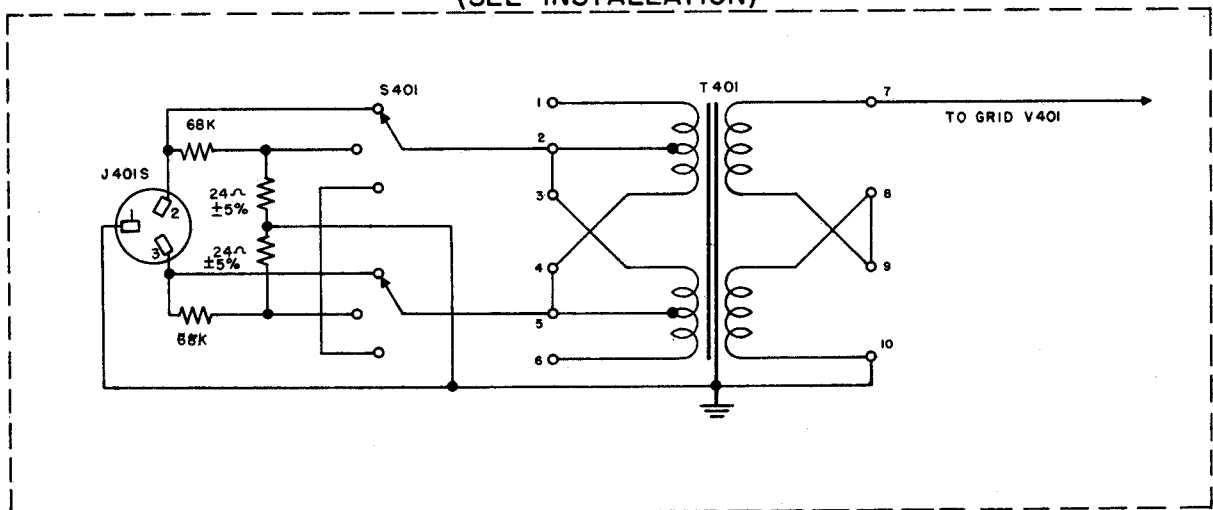 (SEE INSTALLATION)
S401
T401
1
7
68K
TO GRID V401
2
J401S
24Ω
±5%
3
8
1
2
3
24Ω
±5%
4
9
5
68K
6
10